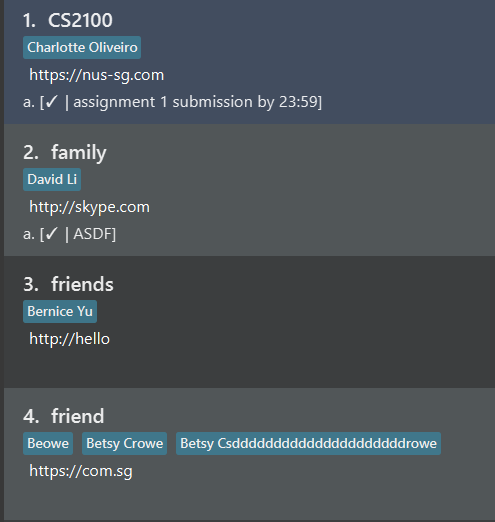 1. CS2100
Charlotte Oliveiro
https://nus-sg.com
a. [✓ | assignment 1 submission by 23:59]
2. family
David Li
http://skype.com
a. [✓ | ASDF]
3. friends
Bernice Yu
http://hello
4. friend
Beowe Betsy Crowe Betsy Csdddddddddddddddddddddrowe
https://com.sg